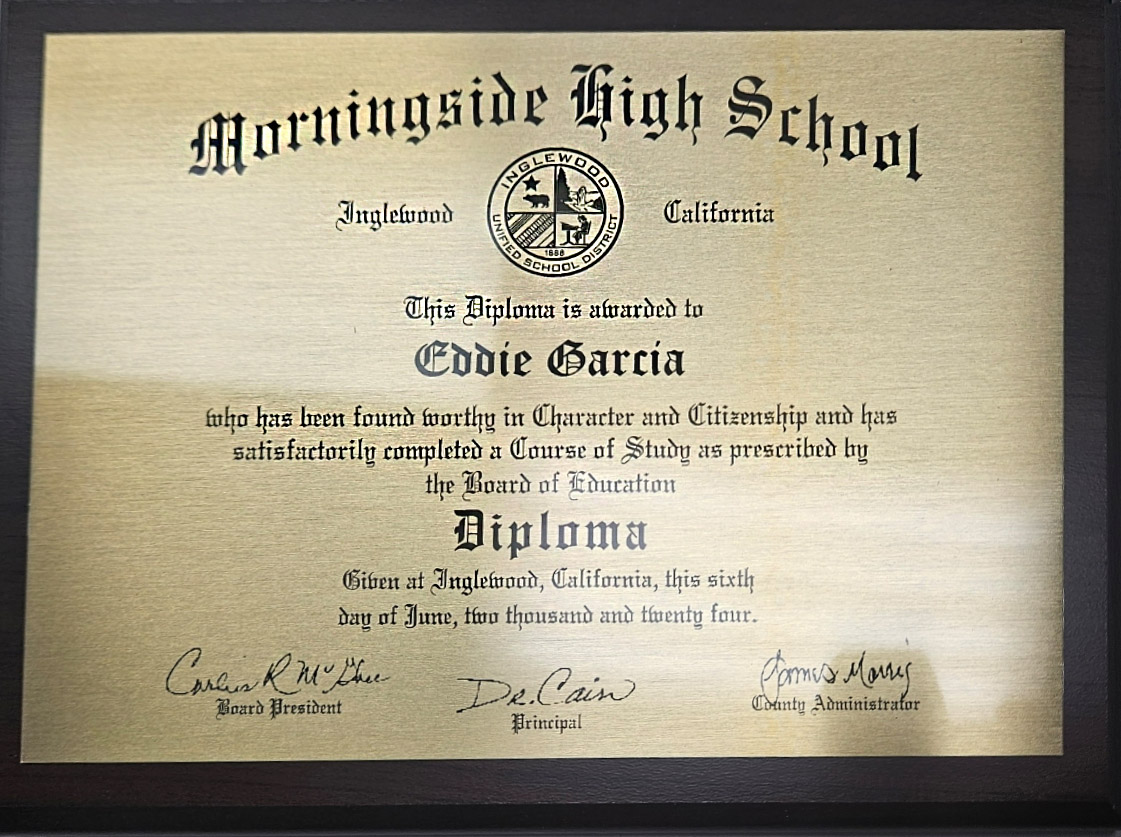 Morningside High School
INGLEWOOD
UNIFIED SCHOOL DISTRICT
1888
Inglewood California
This Diploma is awarded to
Eddie Garcia
who has been found worthy in Character and Citizenship and has
satisfactorily completed a Course of Study as prescribed by
the Board of Education
Diploma
Given at Inglewood, California, this sixth
day of June, two thousand and twenty four.
Dr. Cain
James Morris
Board President
Principal
County Administrator